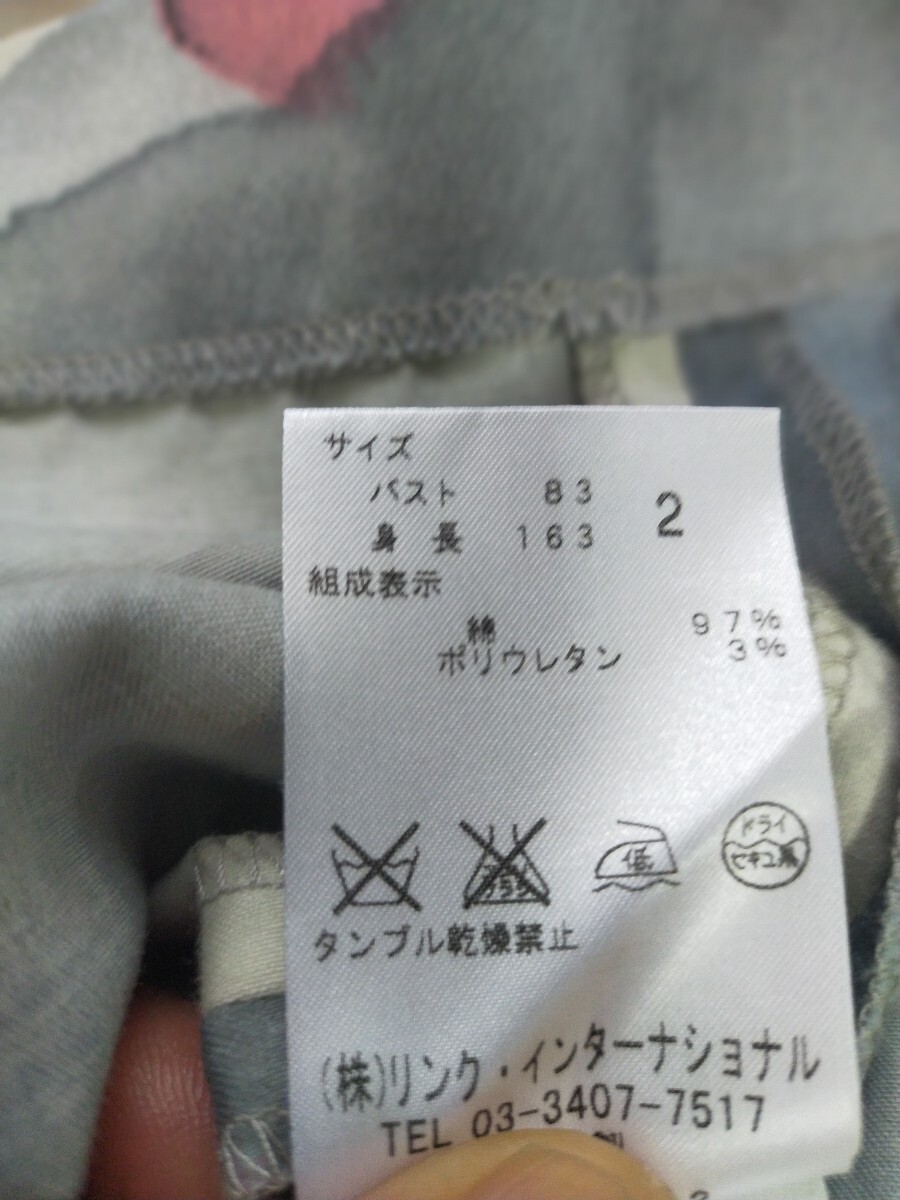 サイズ
バスト 83 2
身長 163
組成表示
綿 97%
ポリウレタン 3%
低
ドライ
セキユ系
タンブル乾燥禁止
(株)リンク・インターナショナル
TEL 03-3407-7517